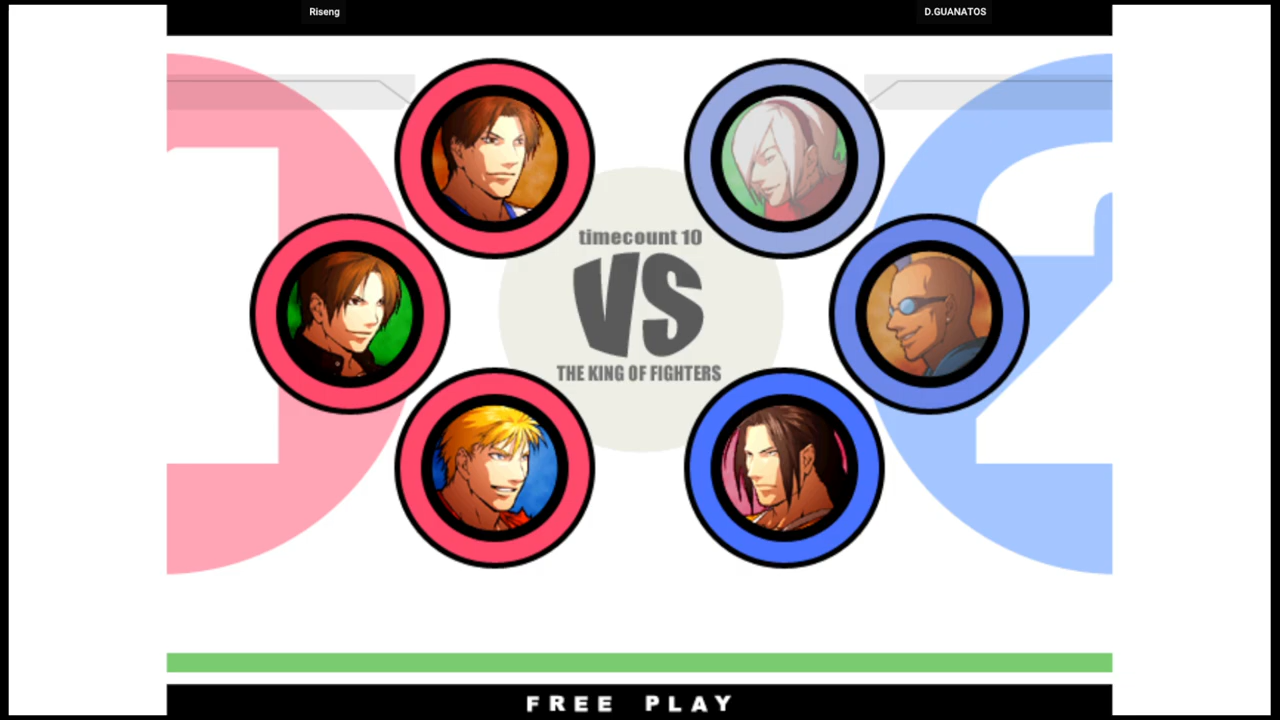 Riseng
D.GUANATOS
timecount 10
VS
THE KING OF FIGHTERS
FREE PLAY